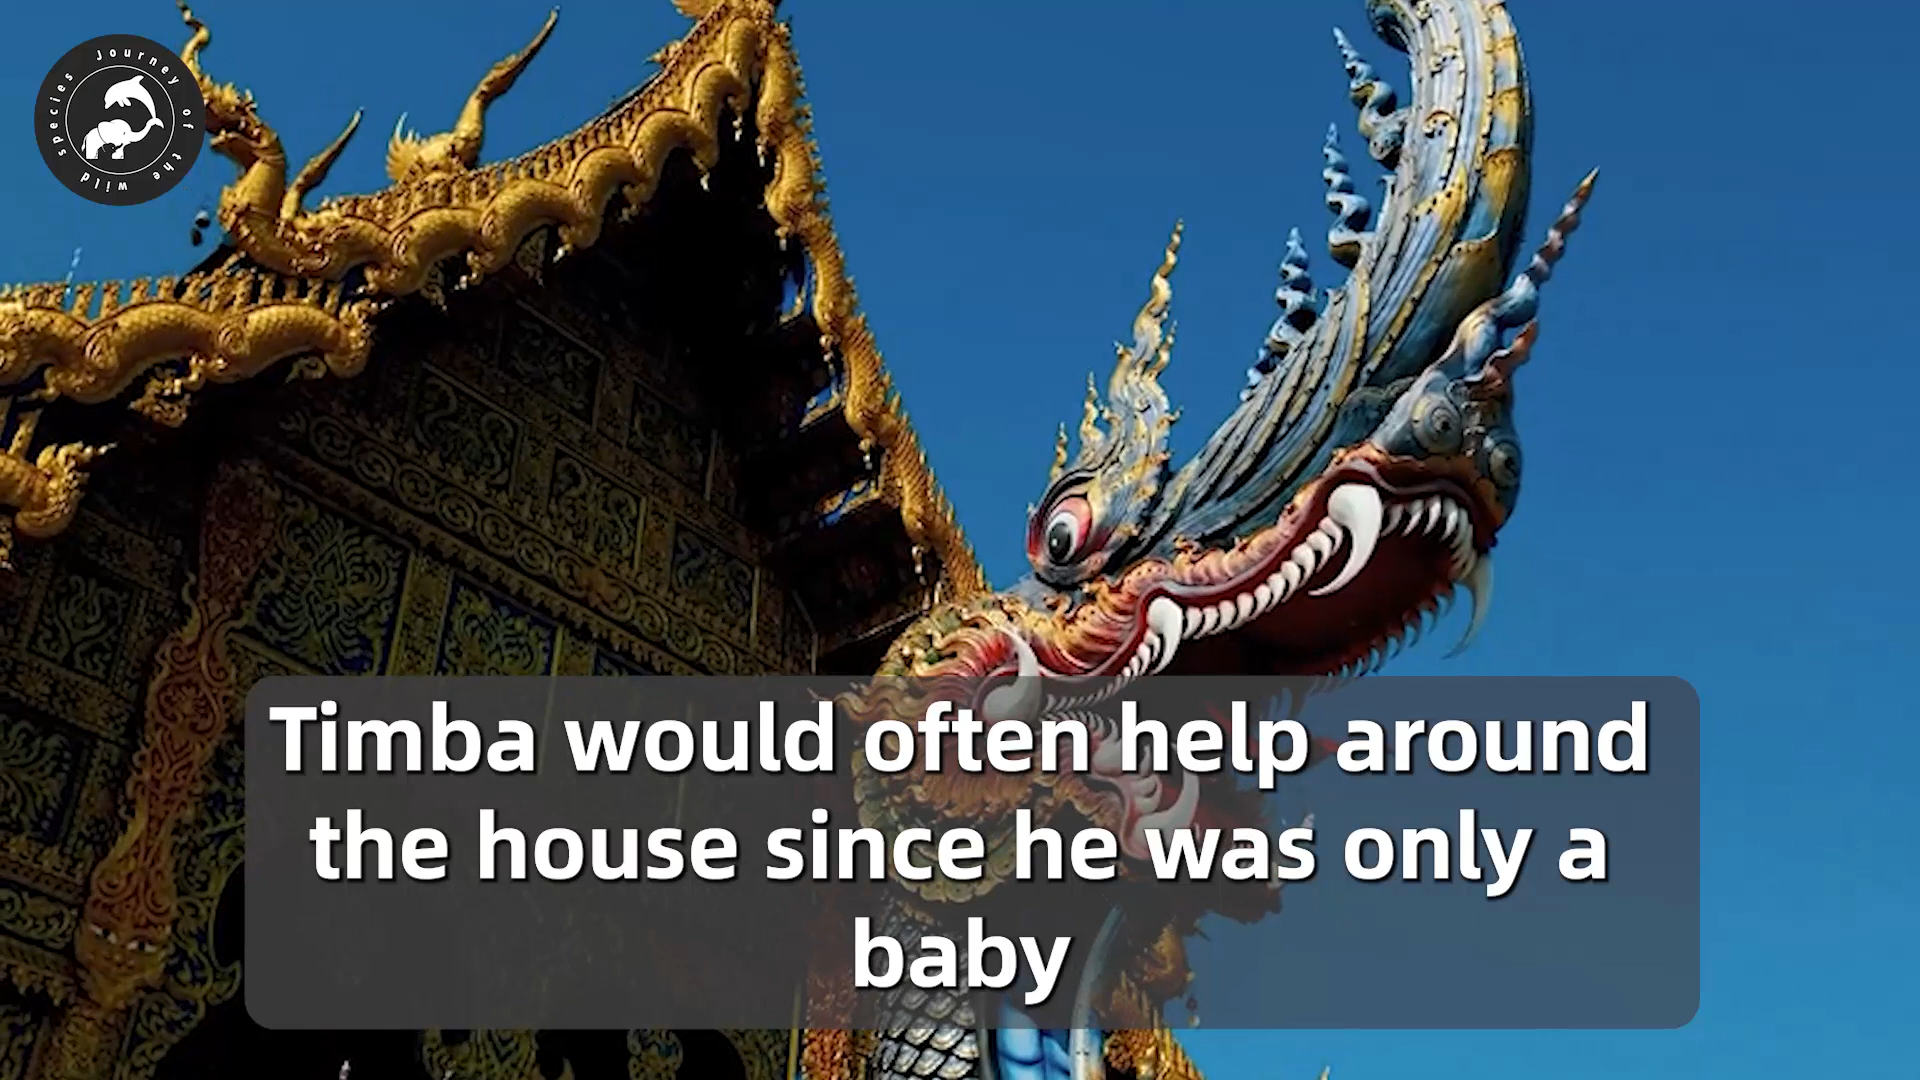 Journey of the wild species
Timba would often help around
the house since he was only a
baby